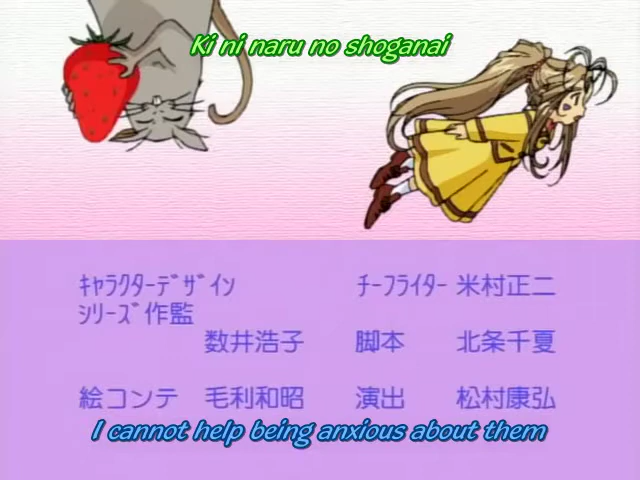 Ki ni naru no shoganai
ｷｬﾗｸﾀｰﾃﾞｻﾞｲﾝ
ｼﾘｰｽﾞ作監
数井浩子
ﾁｰﾌﾗｲﾀｰ 米村正二
脚本 北条千夏
絵コンテ 毛利和昭 演出 松村康弘
I cannot help being anxious about them